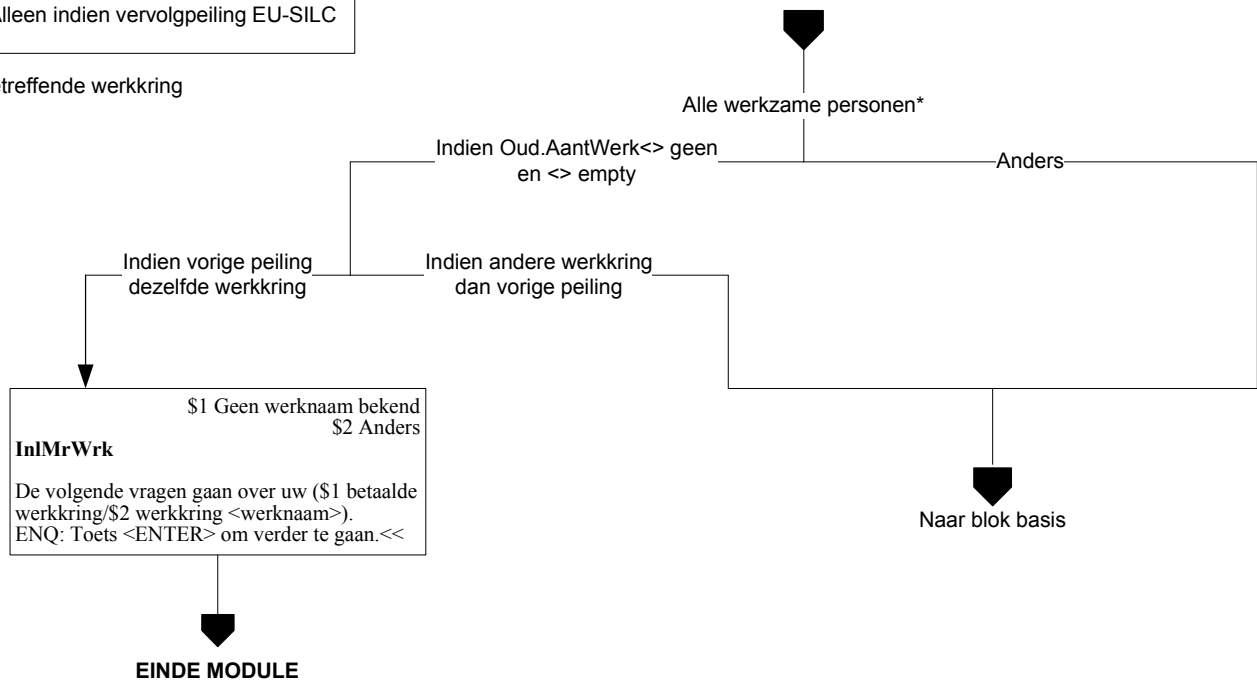 Alleen indien vervolgpeiling EU-SILC
treffende werkkring
Alle werkzame personen*
Indien Oud.AantWerk<> geen
en <> empty
Anders
Indien vorige peiling
dezelfde werkkring
Indien andere werkkring
dan vorige peiling
$1 Geen werknaam bekend
$2 Anders
InlMrWrk
De volgende vragen gaan over uw ($1 betaalde
werkkring/$2 werkkring <werknaam>).
ENQ: Toets <ENTER> om verder te gaan.<<
Naar blok basis
EINDE MODULE